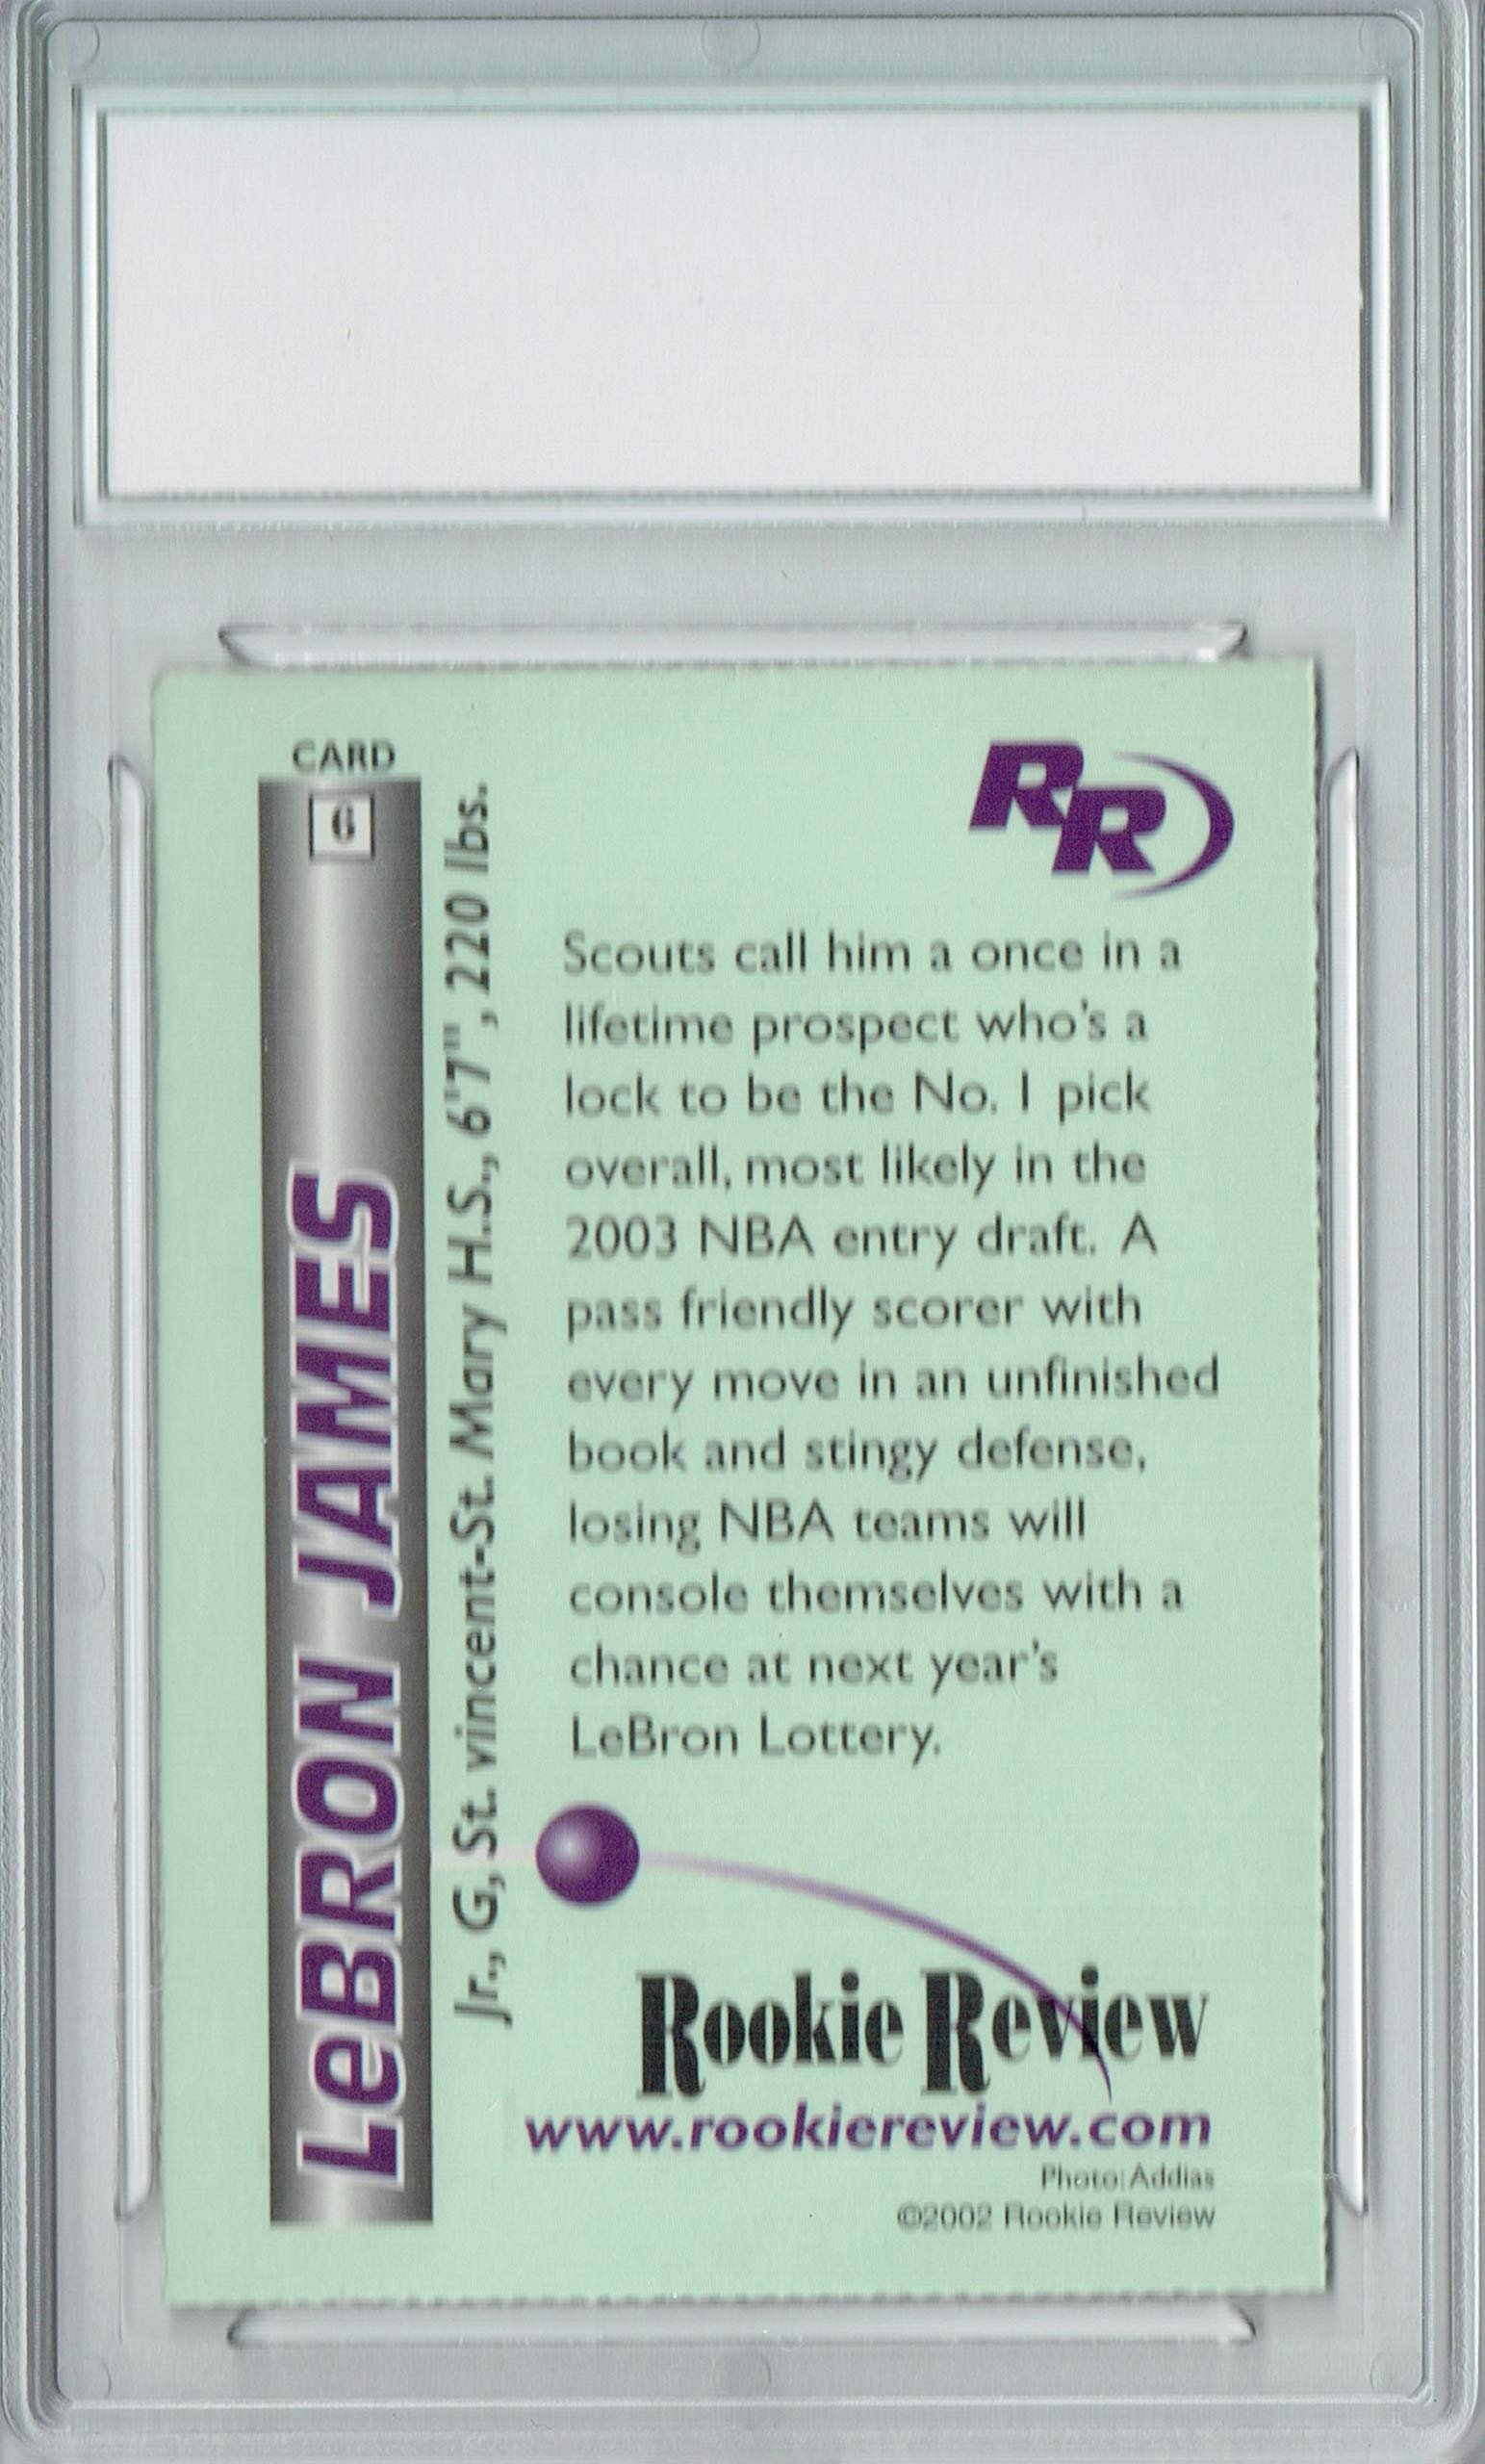 CARD
6
LeBRON JAMES
Jr., G, St. vincent-St. Mary H.S., 6'7", 220 lbs.
RR
Scouts call him a once in a
lifetime prospect who's a
lock to be the No. 1 pick
overall, most likely in the
2003 NBA entry draft. A
pass friendly scorer with
every move in an unfinished
book and stingy defense,
losing NBA teams will
console themselves with a
chance at next year's
LeBron Lottery.
Rookie Review
www.rookiereview.com
Photo: Addias
©2002 Rookie Review